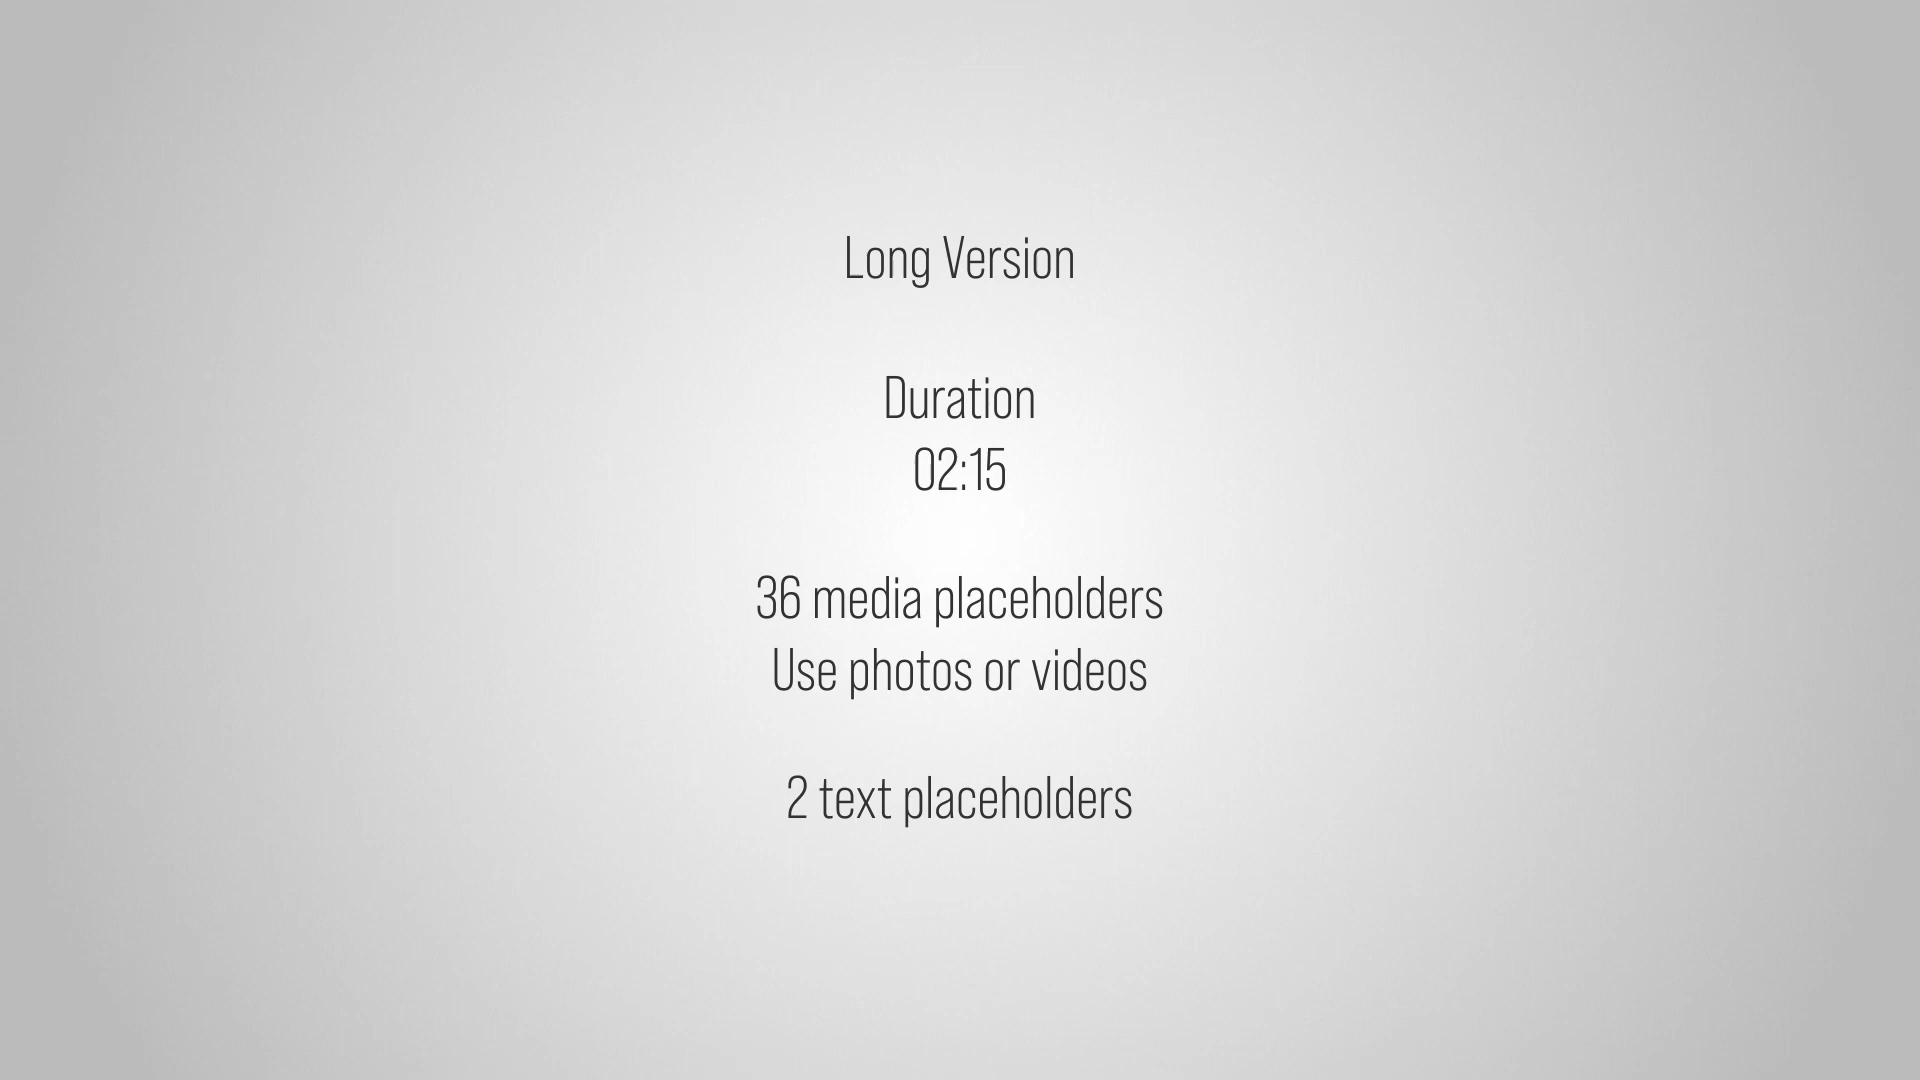 Long Version
Duration
02:15
36 media placeholders
Use photos or videos
2 text placeholders